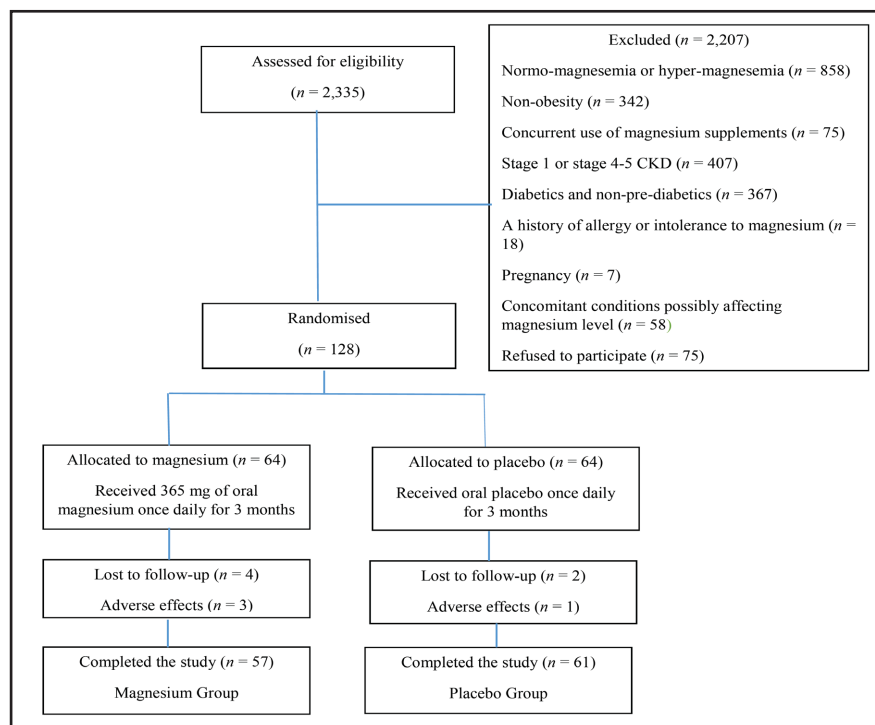 Assessed for eligibility
(n = 2,335)
Excluded (n = 2,207)
Normo-magnesemia or hyper-magnesemia (n = 858)
Non-obesity (n = 342)
Concurrent use of magnesium supplements (n = 75)
Stage 1 or stage 4-5 CKD (n = 407)
Diabetics and non-pre-diabetics (n = 367)
A history of allergy or intolerance to magnesium (n =
18)
Pregnancy (n = 7)
Concomitant conditions possibly affecting
magnesium level (n = 58)
Refused to participate (n = 75)
Randomised
(n = 128)
Allocated to magnesium (n = 64)
Received 365 mg of oral
magnesium once daily for 3 months
Allocated to placebo (n = 64)
Received oral placebo once daily
for 3 months
Lost to follow-up (n = 4)
Adverse effects (n = 3)
Lost to follow-up (n = 2)
Adverse effects (n = 1)
Completed the study (n = 57)
Magnesium Group
Completed the study (n = 61)
Placebo Group